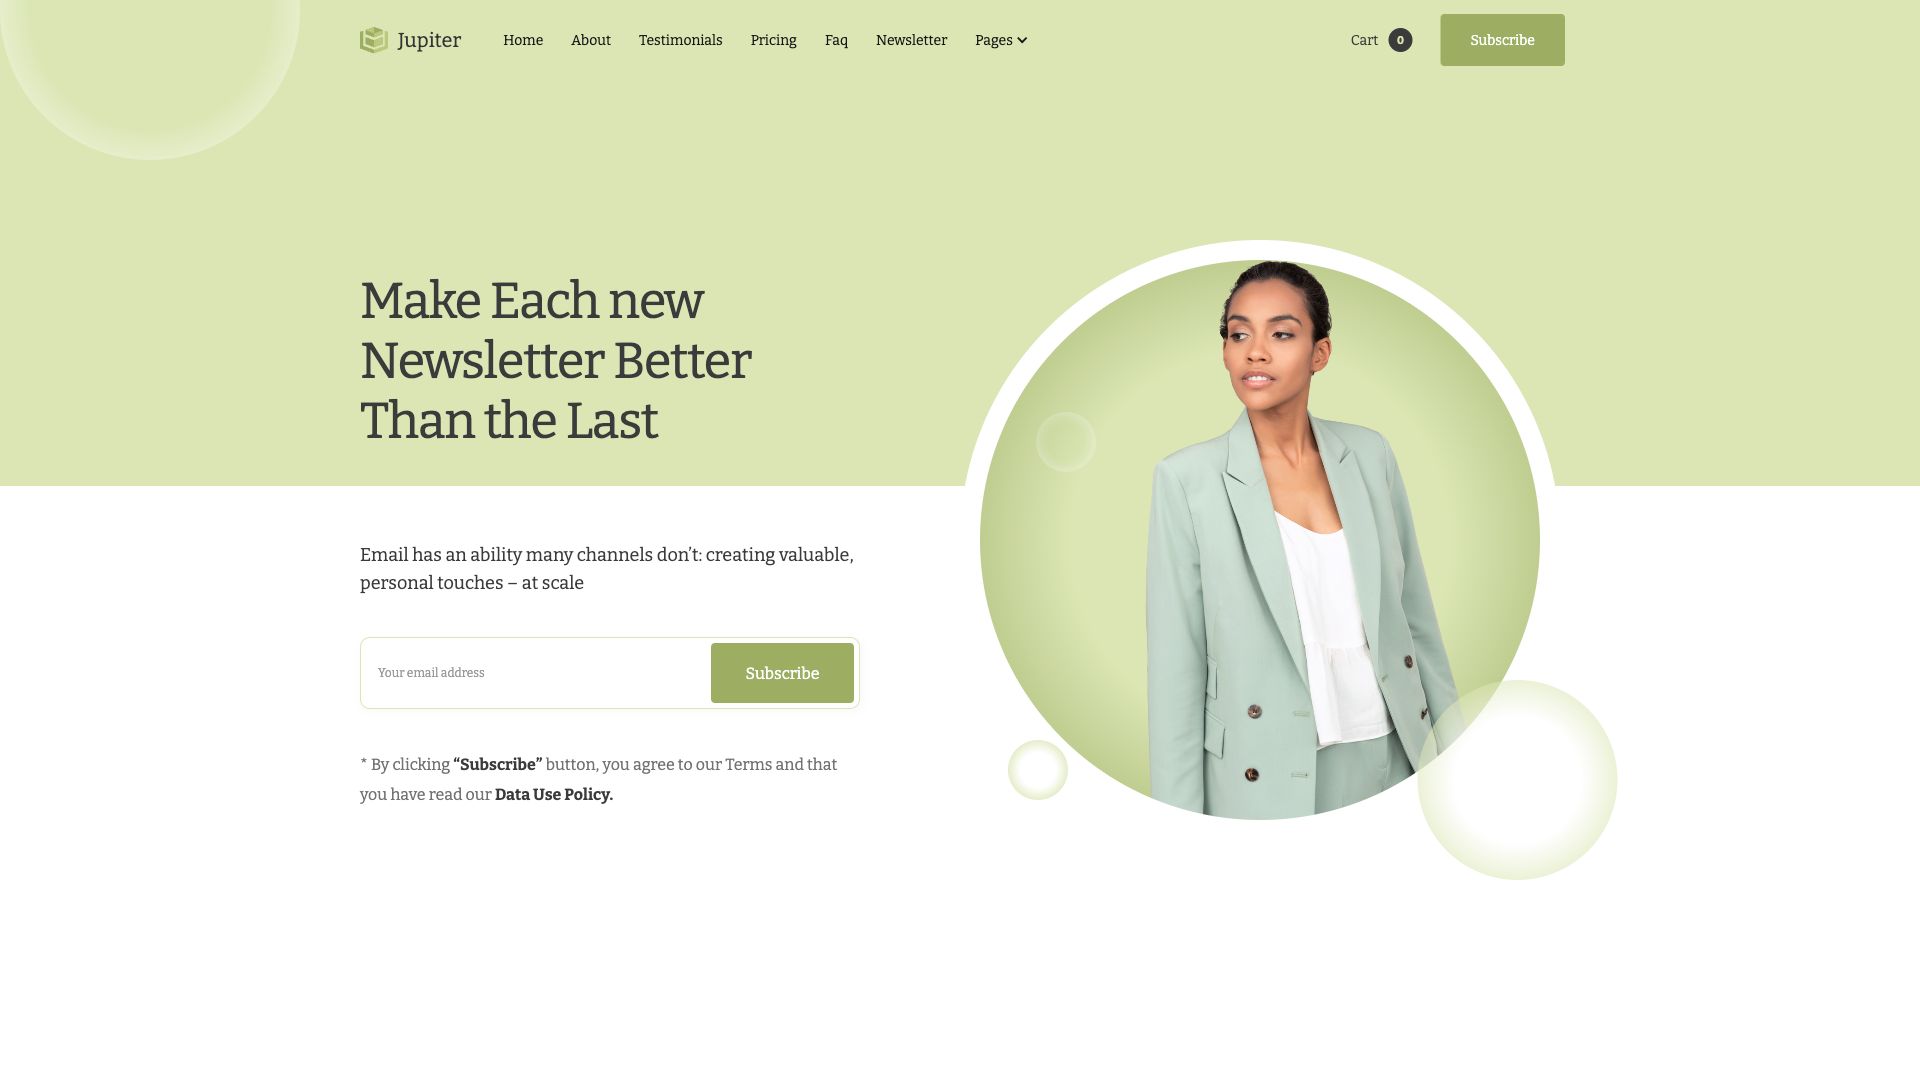 Jupiter
Home
About
Testimonials
Pricing
Faq
Newsletter
Pages
Cart
0
Subscribe
Make Each new
Newsletter Better
Than the Last
Email has an ability many channels don’t: creating valuable,
personal touches – at scale
Your email address
Subscribe
* By clicking “Subscribe” button, you agree to our Terms and that
you have read our Data Use Policy.